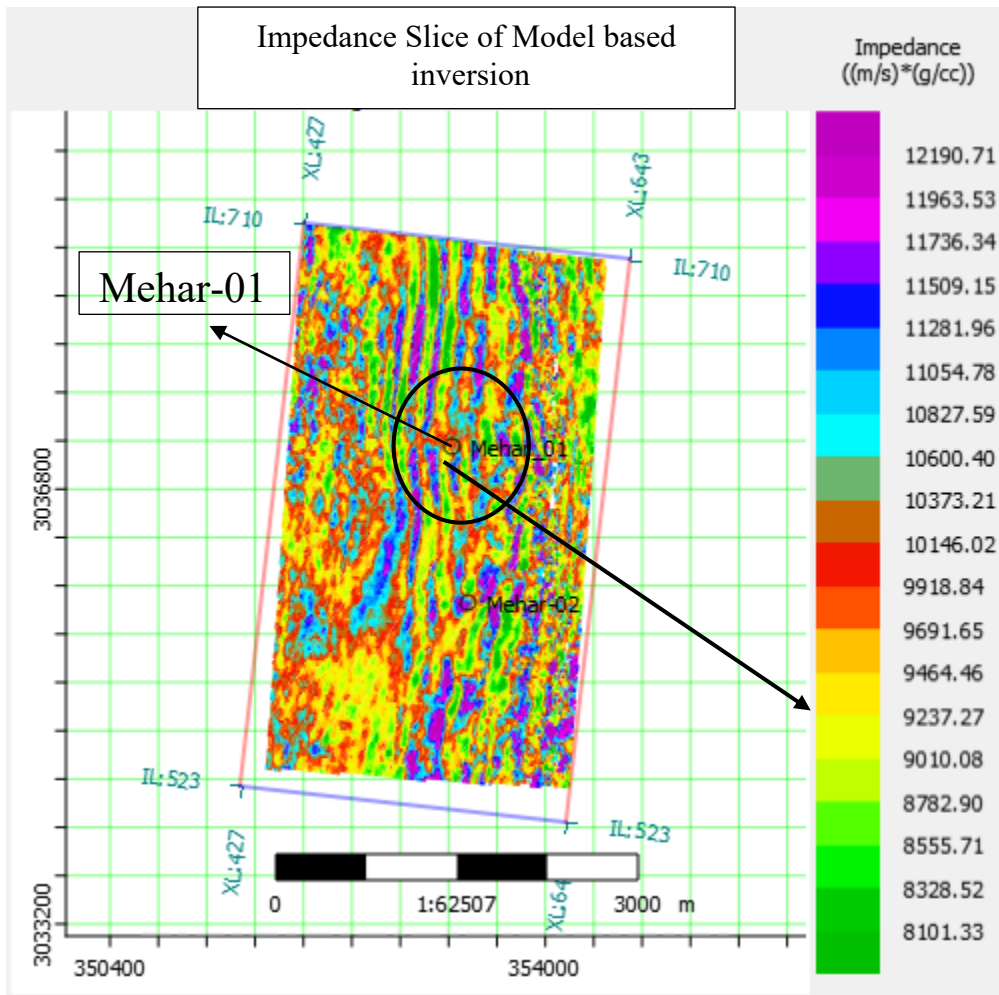 Impedance Slice of Model based
inversion
Impedance
((m/s)*(g/cc))
XL:427
XL:643
IL:710
IL:710
Mehar-01
Mehar_01
Mehar-02
IL:523
IL:523
XL:427
XL:64
0
1:62507
3000 m
3036800
3033200
350400
354000
12190.71
11963.53
11736.34
11509.15
11281.96
11054.78
10827.59
10600.40
10373.21
10146.02
9918.84
9691.65
9464.46
9237.27
9010.08
8782.90
8555.71
8328.52
8101.33